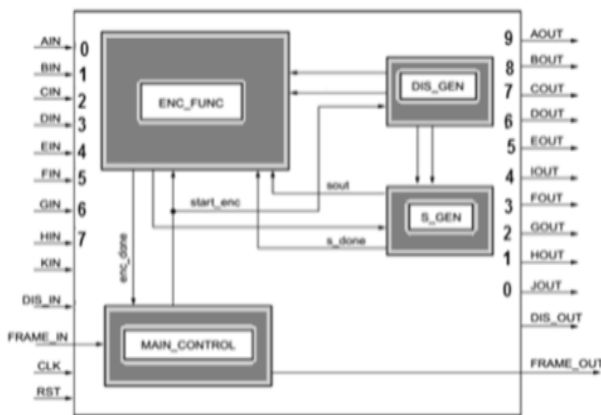 AIN 0
BIN 1
CIN 2
DIN 3
EIN 4
FIN 5
GIN 6
HIN 7
KIN
DIS_IN
FRAME_IN
CLK
RST
ENC_FUNC
DIS_GEN
S_GEN
MAIN_CONTROL
sout
start_enc
s_done
enc_done
9 AOUT
8 BOUT
7 COUT
6 DOUT
5 EOUT
4 IOUT
3 FOUT
2 GOUT
1 HOUT
0 JOUT
DIS_OUT
FRAME_OUT